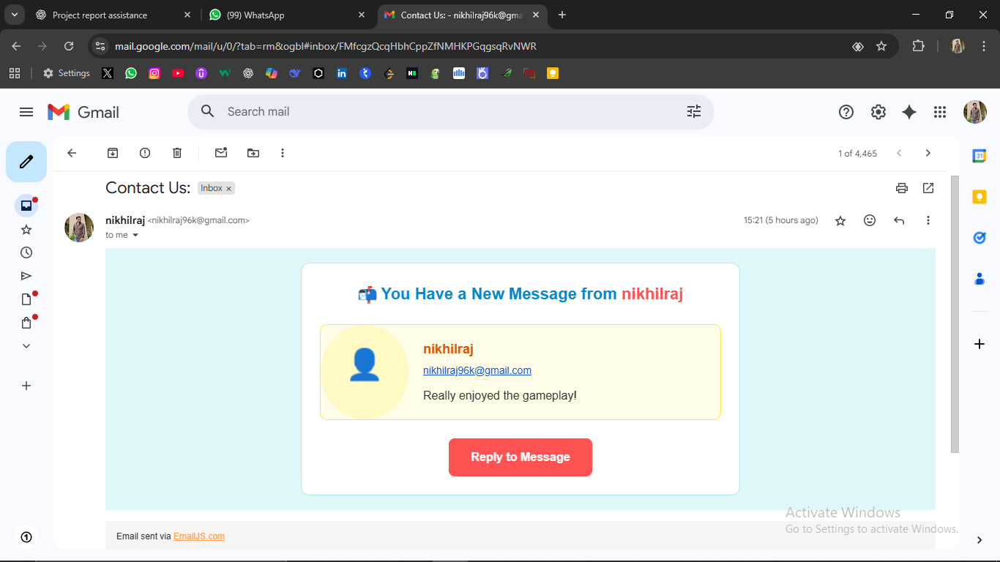 Project report assistance
(99) WhatsApp
Contact Us: - nikhilraj96k@gma
mail.google.com/mail/u/0/?tab=rm&ogbl#inbox/FMfcgzQcqHbhCppZfNMHKPGqgsqRvNWR
Settings
Gmail
Search mail
1 of 4,465
31
Contact Us:
Inbox ×
nikhilraj <nikhilraj96k@gmail.com>
15:21 (5 hours ago)
to me
You Have a New Message from nikhilraj
nikhilraj
nikhilraj96k@gmail.com
Really enjoyed the gameplay!
Reply to Message
Activate Windows
Go to Settings to activate Windows.
Email sent via EmailJS.com